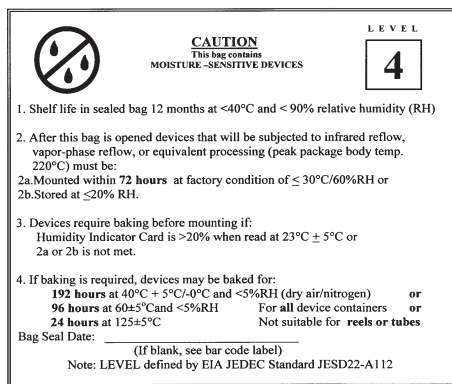 LEVEL
CAUTION
This bag contains
MOISTURE –SENSITIVE DEVICES
4
1. Shelf life in sealed bag 12 months at <40°C and < 90% relative humidity (RH)
2. After this bag is opened devices that will be subjected to infrared reflow,
vapor-phase reflow, or equivalent processing (peak package body temp.
220°C) must be:
2a.Mounted within 72 hours at factory condition of ≤ 30°C/60%RH or
2b.Stored at ≤20% RH.
3. Devices require baking before mounting if:
Humidity Indicator Card is >20% when read at 23°C ± 5°C or
2a or 2b is not met.
4. If baking is required, devices may be baked for:
192 hours at 40°C + 5°C/-0°C and <5%RH (dry air/nitrogen) or
96 hours at 60±5°Cand <5%RH For all device containers or
24 hours at 125±5°C Not suitable for reels or tubes
Bag Seal Date:
(If blank, see bar code label)
Note: LEVEL defined by EIA JEDEC Standard JESD22-A112